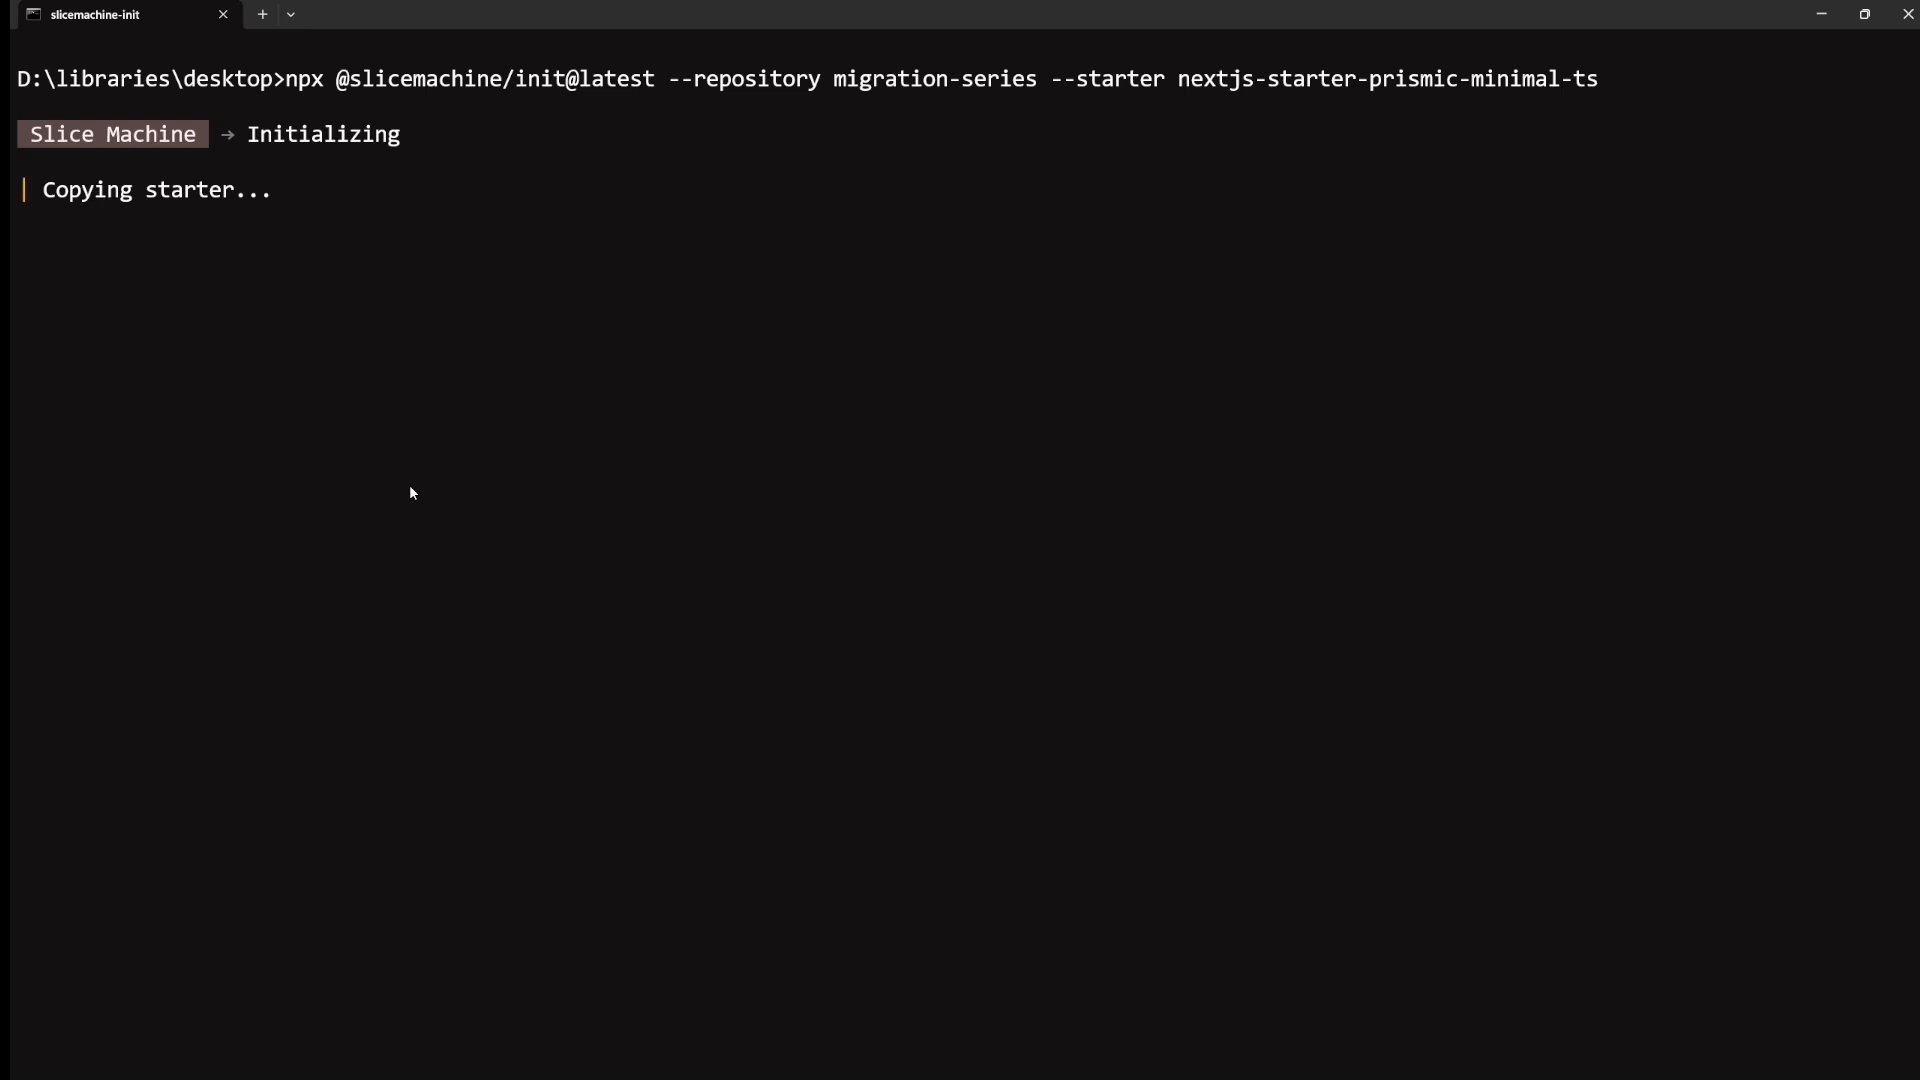 slicemachine-init
D:\libraries\desktop>npx @slicemachine/init@latest --repository migration-series --starter nextjs-starter-prismic-minimal-ts
Slice Machine → Initializing
| Copying starter...